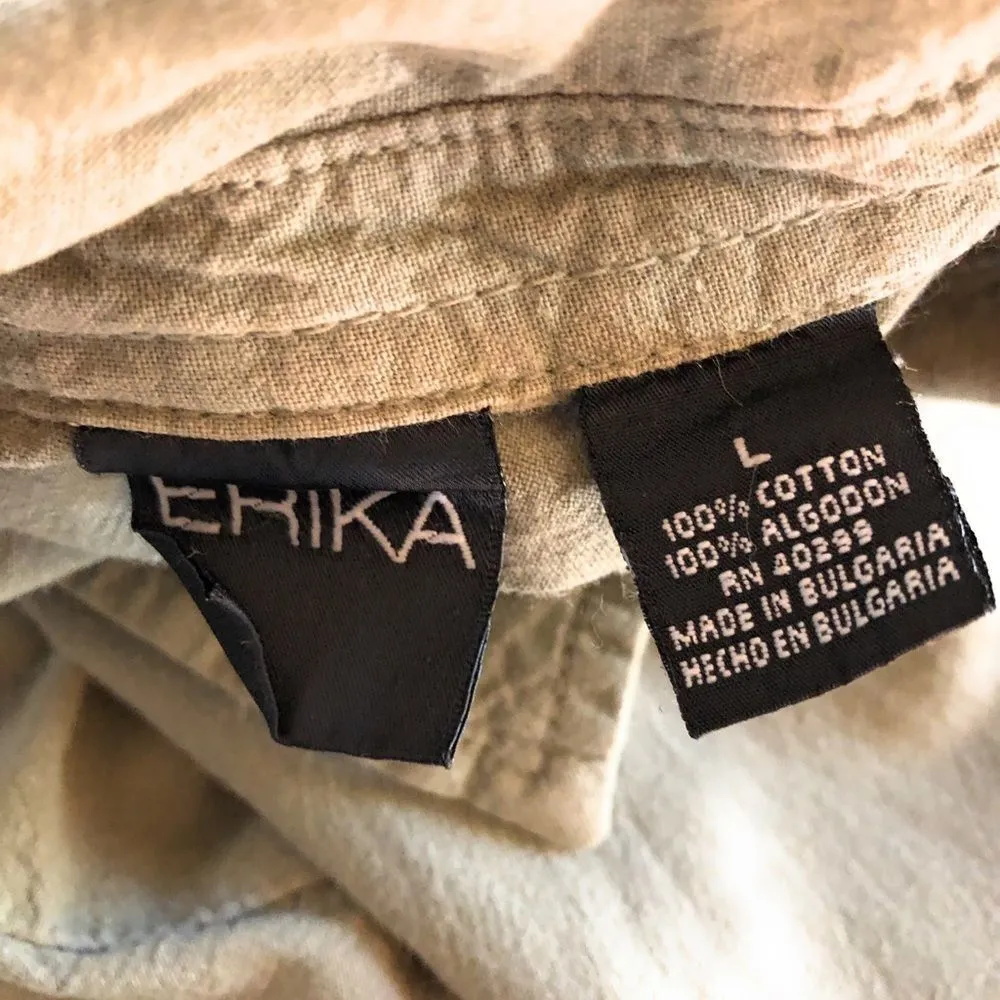 ERIKA
L
100% COTTON
100% ALGODON
RN 40299
MADE IN BULGARIA
HECHO EN BULGARIA